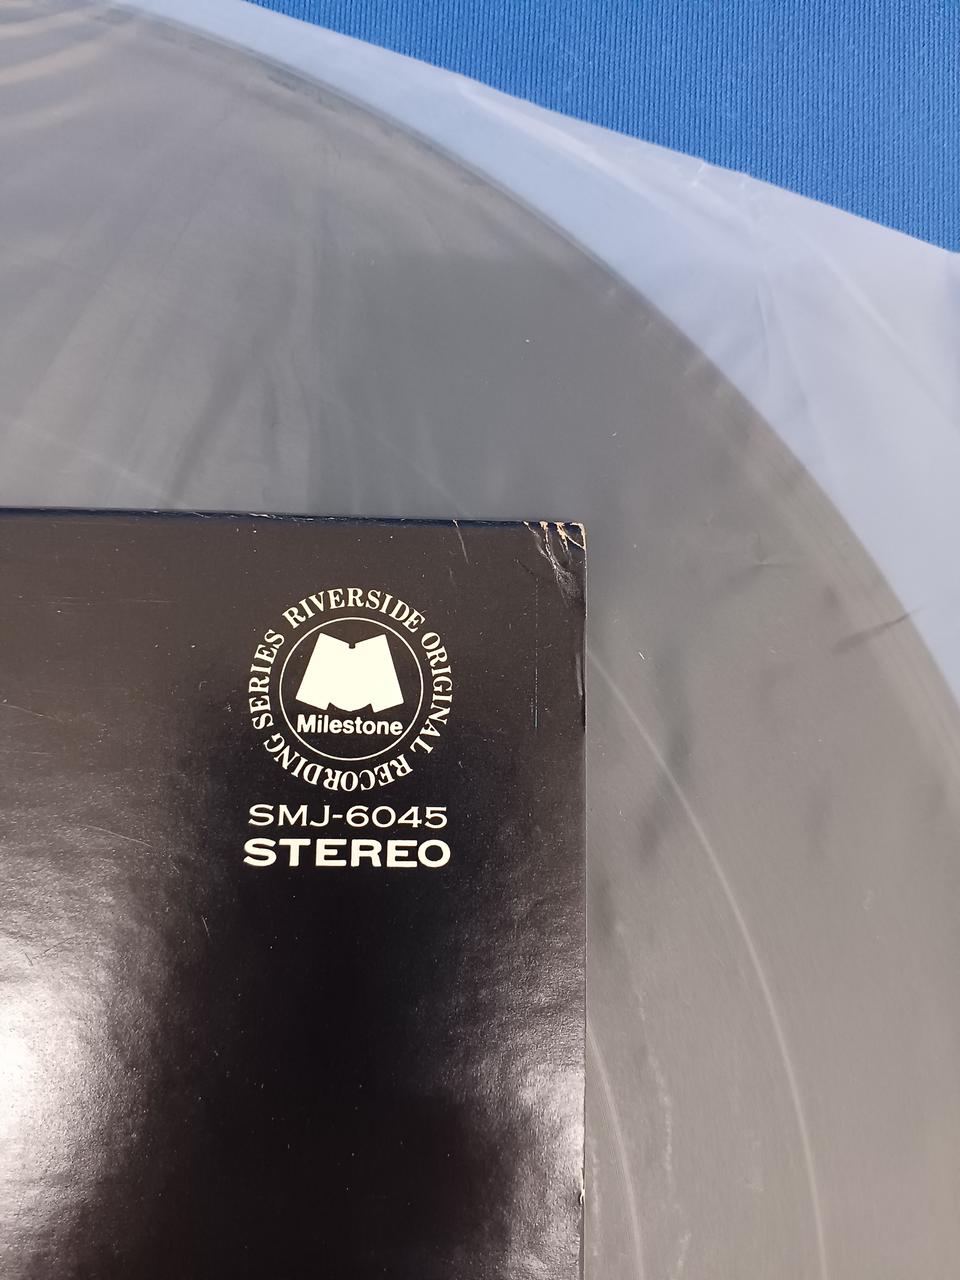 RIVERSIDE ORIGINAL RECORDING SERIES
Milestone
SMJ-6045
STEREO